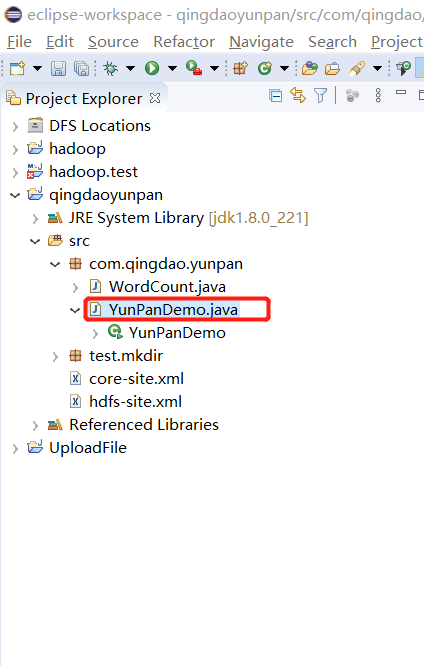 eclipse-workspace - qingdaoyunpan/src/com/qingdao/
File Edit Source Refactor Navigate Search Project
Project Explorer
DFS Locations
hadoop
hadoop.test
qingdaoyunpan
JRE System Library [jdk1.8.0_221]
src
com.qingdao.yunpan
WordCount.java
YunPanDemo.java
YunPanDemo
test.mkdir
core-site.xml
hdfs-site.xml
Referenced Libraries
UploadFile